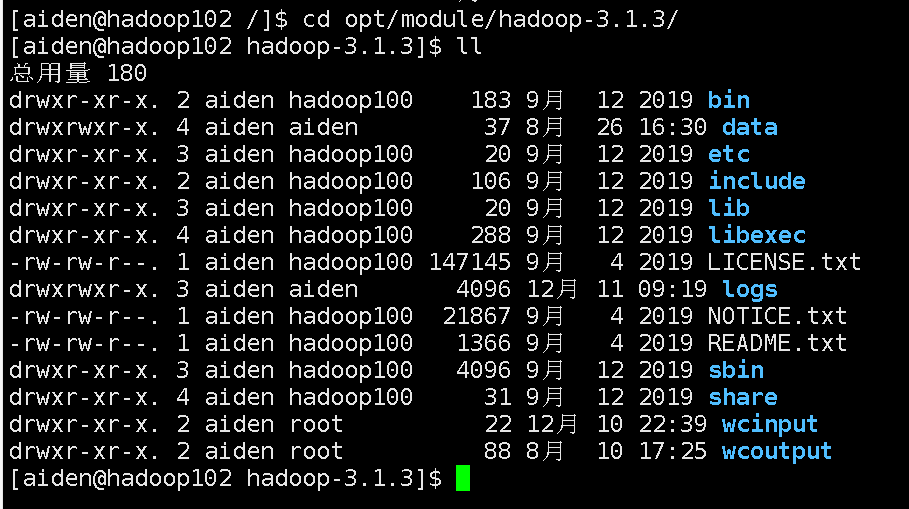 [aiden@hadoop102 /]$ cd opt/module/hadoop-3.1.3/
[aiden@hadoop102 hadoop-3.1.3]$ ll
总用量 180
drwxr-xr-x. 2 aiden hadoop100    183 9月  12 2019 bin
drwxrwxr-x. 4 aiden aiden         37 8月  26 16:30 data
drwxr-xr-x. 3 aiden hadoop100     20 9月  12 2019 etc
drwxr-xr-x. 2 aiden hadoop100    106 9月  12 2019 include
drwxr-xr-x. 3 aiden hadoop100     20 9月  12 2019 lib
drwxr-xr-x. 4 aiden hadoop100    288 9月  12 2019 libexec
-rw-rw-r--. 1 aiden hadoop100 147145 9月   4 2019 LICENSE.txt
drwxrwxr-x. 3 aiden aiden       4096 12月 11 09:19 logs
-rw-rw-r--. 1 aiden hadoop100  21867 9月   4 2019 NOTICE.txt
-rw-rw-r--. 1 aiden hadoop100   1366 9月   4 2019 README.txt
drwxr-xr-x. 3 aiden hadoop100   4096 9月  12 2019 sbin
drwxr-xr-x. 4 aiden hadoop100     31 9月  12 2019 share
drwxr-xr-x. 2 aiden root          22 12月 10 22:39 wcinput
drwxr-xr-x. 2 aiden root          88 8月  10 17:25 wcoutput
[aiden@hadoop102 hadoop-3.1.3]$